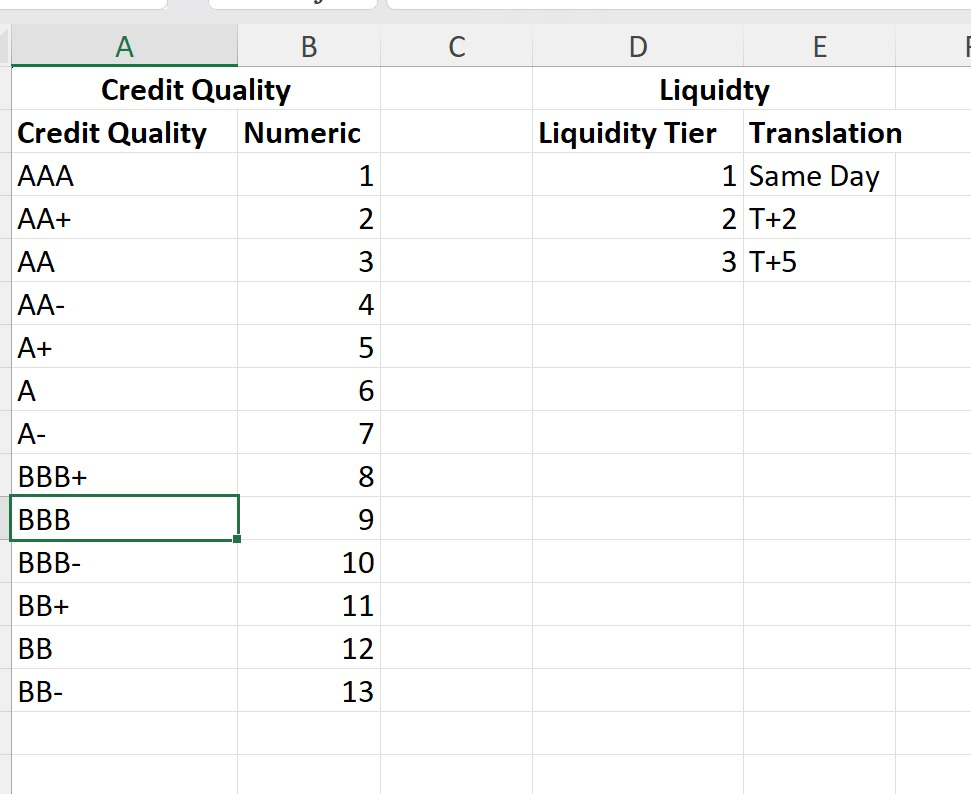 A B C D E
Credit Quality Liquidty
Credit Quality Numeric Liquidity Tier Translation
AAA 1 1 Same Day
AA+ 2 2 T+2
AA 3 3 T+5
AA- 4
A+ 5
A 6
A- 7
BBB+ 8
BBB 9
BBB- 10
BB+ 11
BB 12
BB- 13